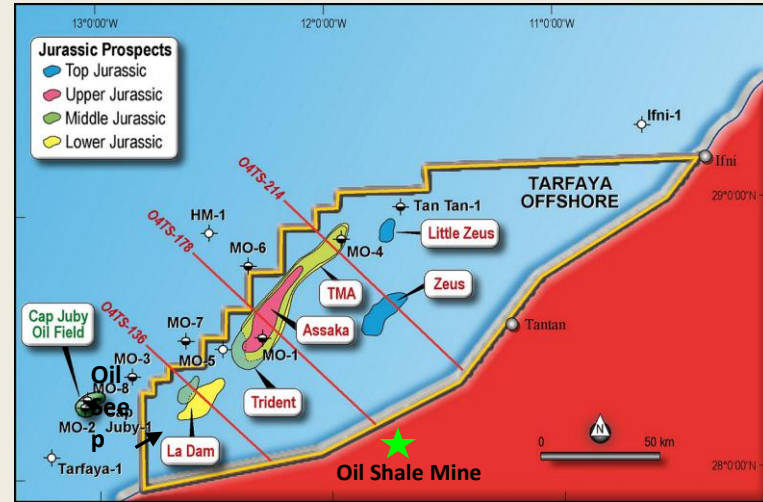 13°0'0"W
12°0'0"W
11°0'0"W
Jurassic Prospects
Top Jurassic
Upper Jurassic
Middle Jurassic
Lower Jurassic
Ifni-1
Ifni
29°0'0"N
TARFAYA
OFFSHORE
O4TS-214
Tan Tan-1
HM-1
O4TS-178
Little Zeus
MO-6
MO-4
TMA
Zeus
O4TS-136
Assaka
Cap Juby
Oil Field
MO-7
Tantan
MO-5
MO-1
MO-3
Oil
See
p
MO-8
Cap
Juby-1
MO-2
Trident
La Dam
Tarfaya-1
Oil Shale Mine
N
0
50 km
28°0'0"N